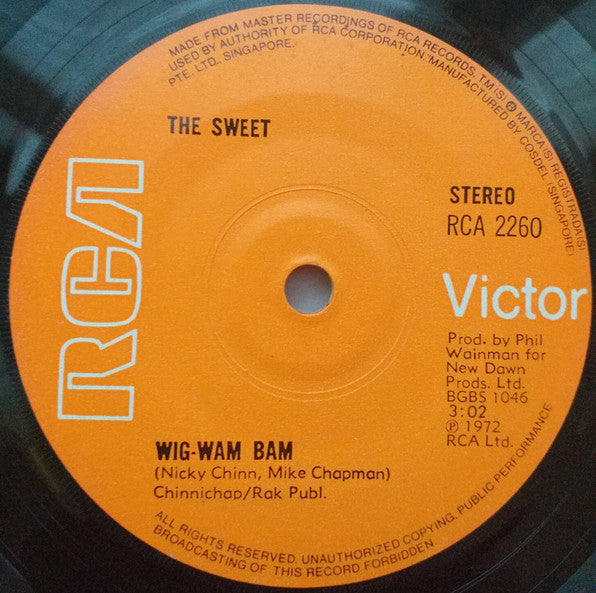 MADE FROM MASTER RECORDINGS OF RCA RECORDS. TM(S) ® MARCA(S) REGISTRADA(S)
USED BY AUTHORITY OF RCA CORPORATION "MANUFACTURED BY COSDEL (SINGAPORE)
PTE. LTD. SINGAPORE.
THE SWEET
RCA
STEREO
RCA 2260
Victor
Prod. by Phil
Wainman for
New Dawn
Prods. Ltd.
BGBS 1046
3:02
℗ 1972
RCA Ltd.
WIG-WAM BAM
(Nicky Chinn, Mike Chapman)
Chinnichap/Rak Publ.
ALL RIGHTS RESERVED. UNAUTHORIZED COPYING, PUBLIC PERFORMANCE
BROADCASTING OF THIS RECORD FORBIDDEN.